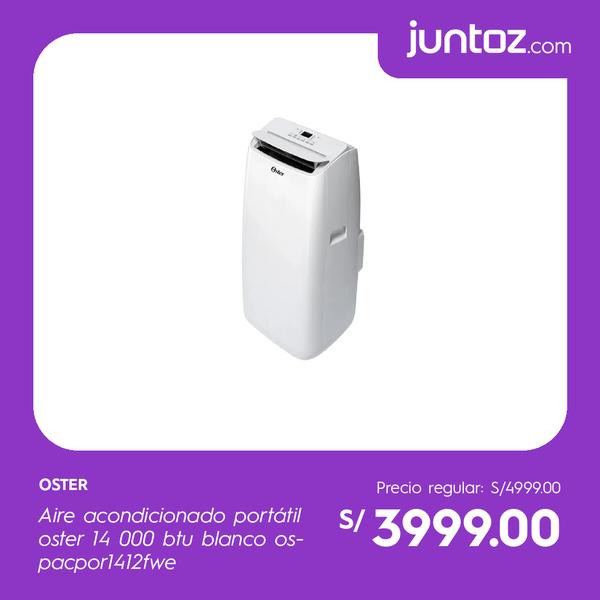 juntoz.com
Oster
OSTER
Aire acondicionado portátil
oster 14 000 btu blanco os-
pacpor1412fwe
Precio regular: S/4999.00
S/ 3999.00